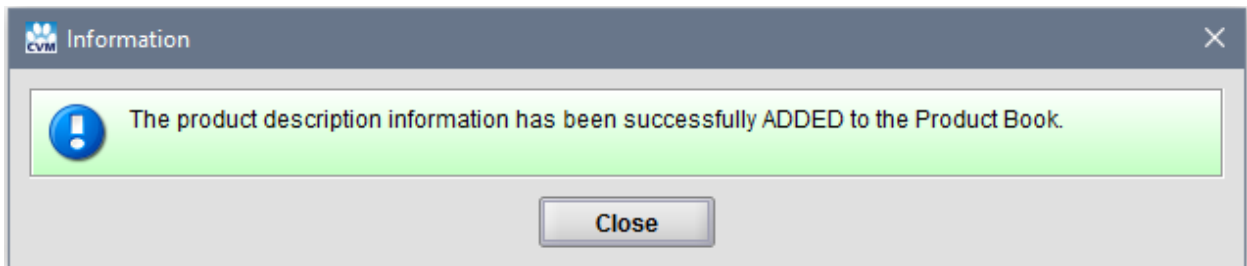 CVM Information
The product description information has been successfully ADDED to the Product Book.
Close